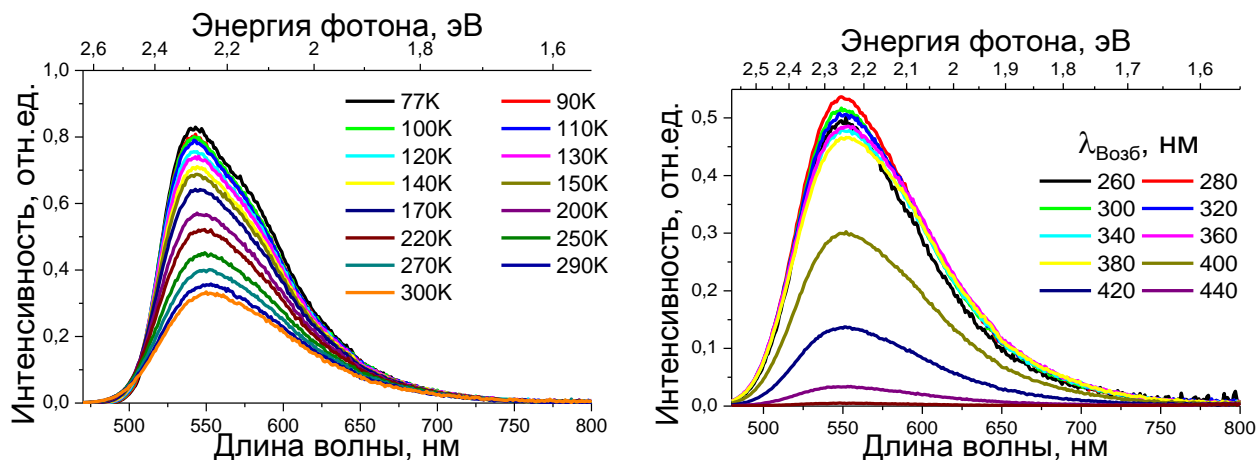 Энергия фотона, эВ
2,6 2,4 2,2 2 1,8 1,6
1,0
0,8
0,6
0,4
0,2
0,0
Интенсивность, отн.ед.
77K 90K
100K 110K
120K 130K
140K 150K
170K 200K
220K 250K
270K 290K
300K
500 550 600 650 700 750 800
Длина волны, нм
Энергия фотона, эВ
2,5 2,4 2,3 2,2 2,1 2 1,9 1,8 1,7 1,6
0,5
0,4
0,3
0,2
0,1
0,0
Интенсивность, отн.ед.
λВозб, нм
260 280
300 320
340 360
380 400
420 440
500 550 600 650 700 750 800
Длина волны, нм